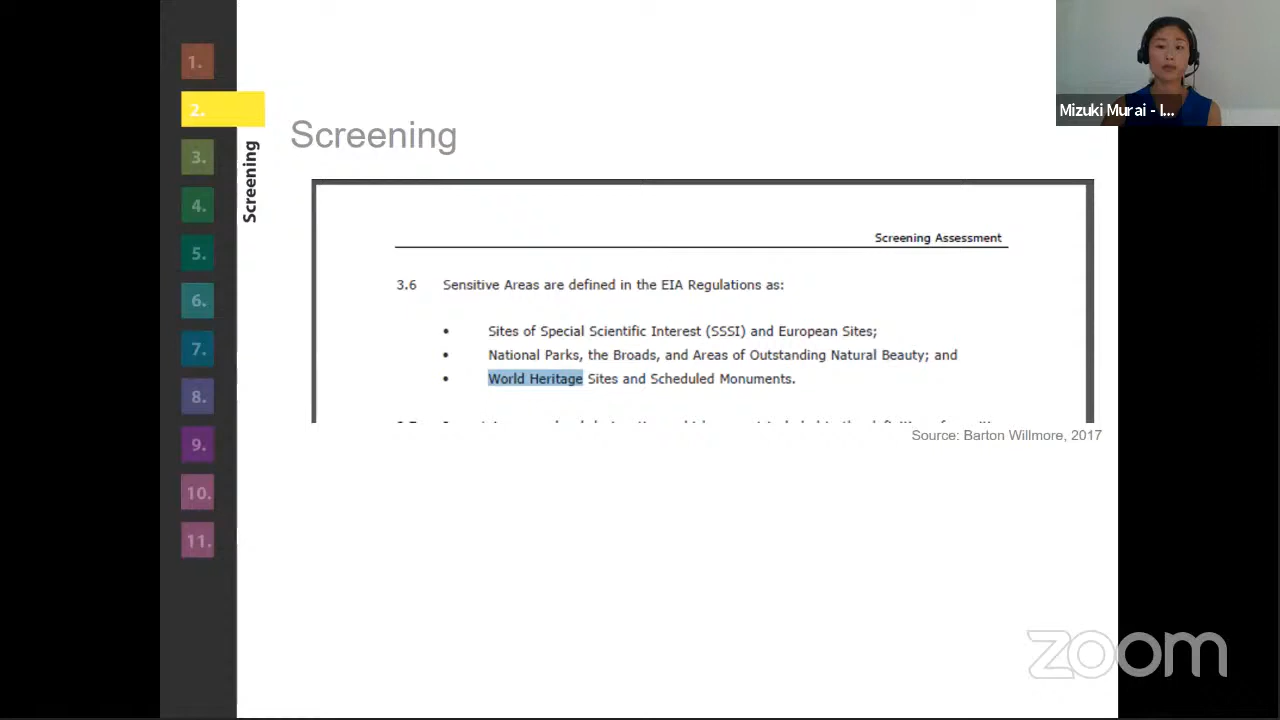 1.
2.
3.
4.
5.
6.
7.
8.
9.
10.
11.
Screening
Screening
Screening Assessment
3.6 Sensitive Areas are defined in the EIA Regulations as:
• Sites of Special Scientific Interest (SSSI) and European Sites;
• National Parks, the Broads, and Areas of Outstanding Natural Beauty; and
• World Heritage Sites and Scheduled Monuments.
Source: Barton Willmore, 2017
Mizuki Murai - I...
zoom